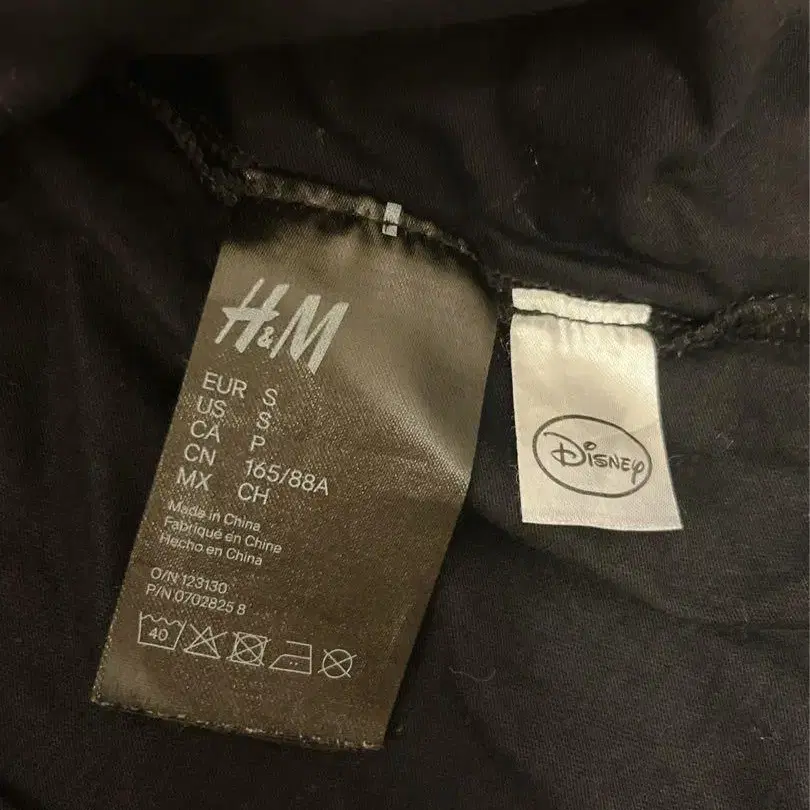 H&M
EUR S
US S
CA P
CN 165/88A
MX CH
Made in China
Fabriqué en Chine
Hecho en China
O/N 123130
P/N 0702825 8
40
Disney